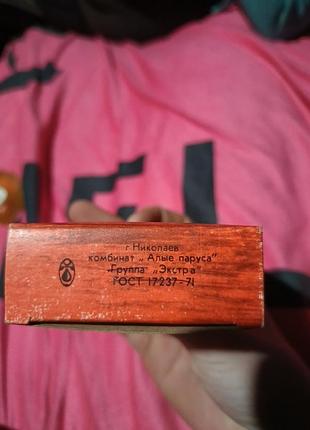 г Николаев
комбинат „Алые паруса"
Группа „Экстра"
ГОСТ 17237-71